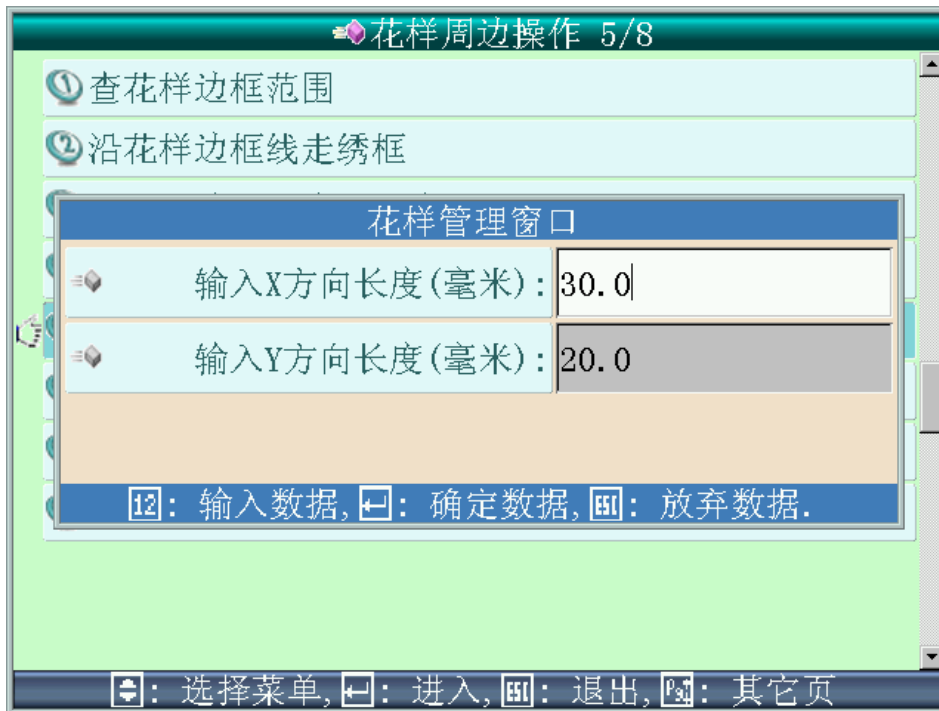 花样周边操作 5/8
①查花样边框范围
②沿花样边框线走绣框
花样管理窗口
输入X方向长度(毫米):30.0
输入Y方向长度(毫米):20.0
12: 输入数据, : 确定数据, ESC: 放弃数据.
: 选择菜单, : 进入, ESC: 退出, : 其它页